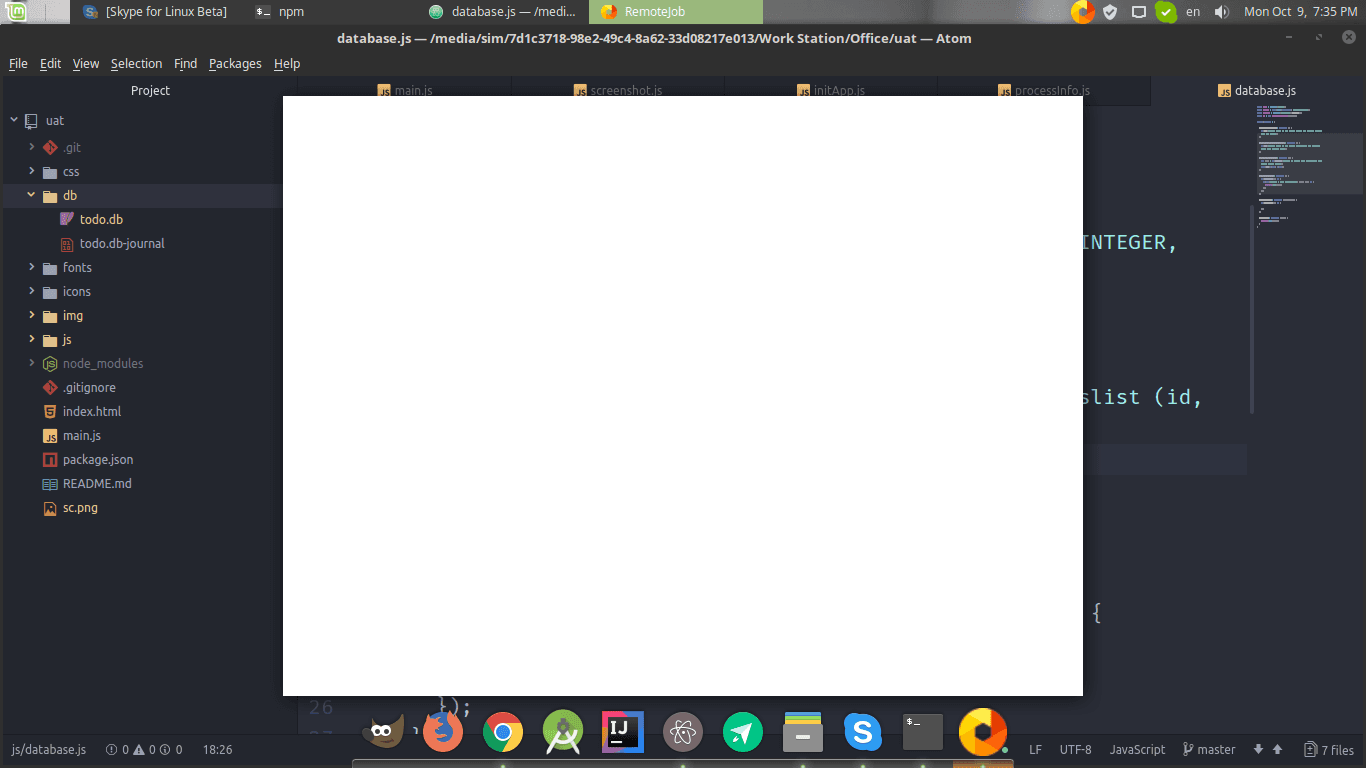 [Skype for Linux Beta]
npm
database.js — /medi...
RemoteJob
en
Mon Oct 9, 7:35 PM
database.js — /media/sim/7d1c3718-98e2-49c4-8a62-33d08217e013/Work Station/Office/uat — Atom
File Edit View Selection Find Packages Help
Project
main.js
screenshot.js
initApp.js
processInfo.js
database.js
uat
.git
css
db
todo.db
todo.db-journal
fonts
icons
img
js
node_modules
.gitignore
index.html
main.js
package.json
README.md
sc.png
INTEGER,
slist (id,
{
26 });
js/database.js 0 0 0 18:26
LF UTF-8 JavaScript master 7 files